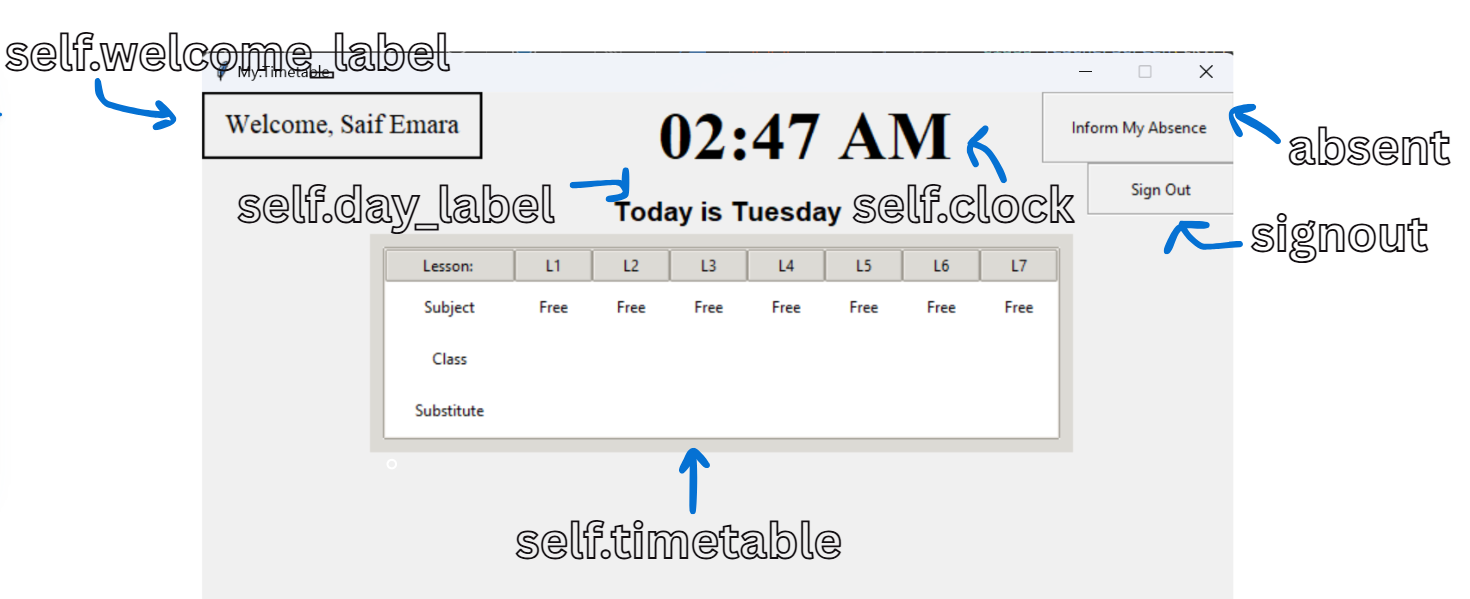 self.welcome_label
My Timetable
Welcome, Saif Emara
02:47 AM
Inform My Absence
absent
Sign Out
self.day_label
self.clock
Today is Tuesday
signout
Lesson: L1 L2 L3 L4 L5 L6 L7
Subject Free Free Free Free Free Free Free
Class
Substitute
self.timetable